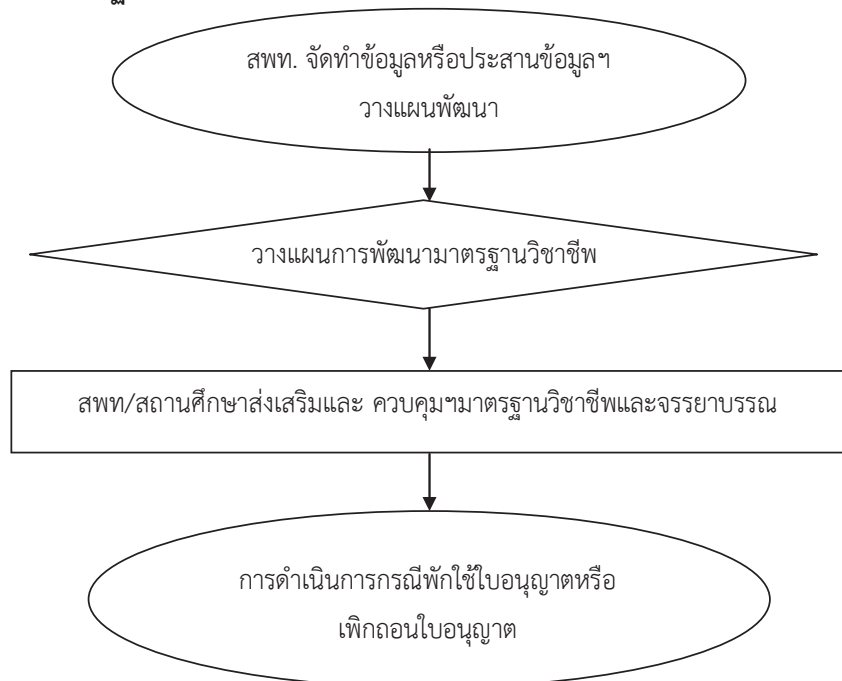 สพท. จัดทำข้อมูลหรือประสานข้อมูลฯ
วางแผนพัฒนา
วางแผนการพัฒนามาตรฐานวิชาชีพ
สพท/สถานศึกษาส่งเสริมและ ควบคุมฯมาตรฐานวิชาชีพและจรรยาบรรณ
การดำเนินการกรณีพักใช้ใบอนุญาตหรือ
เพิกถอนใบอนุญาต